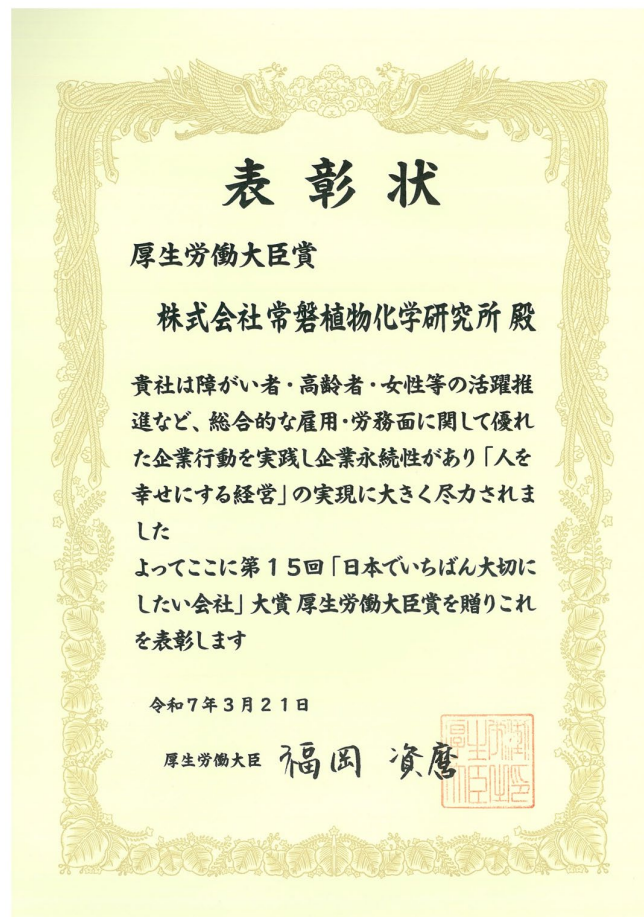 表彰状
厚生労働大臣賞
株式会社常磐植物化学研究所 殿
貴社は障がい者・高齢者・女性等の活躍推
進など、総合的な雇用・労務面に関して優れ
た企業行動を実践し企業永続性があり「人を
幸せにする経営」の実現に大きく尽力されま
した
よってここに第15回「日本でいちばん大切に
したい会社」大賞 厚生労働大臣賞を贈りこれ
を表彰します
令和7年3月21日
厚生労働大臣 福岡 資麿